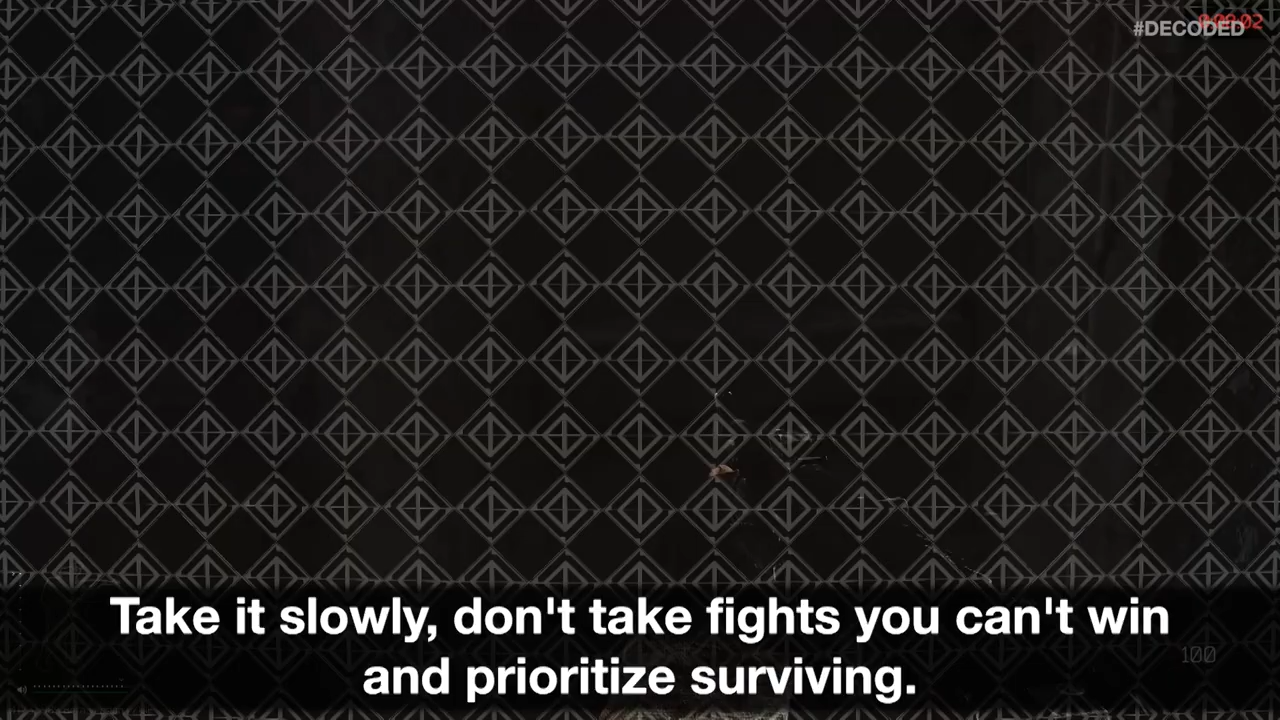 #DECODED
Take it slowly, don't take fights you can't win
and prioritize surviving.
100